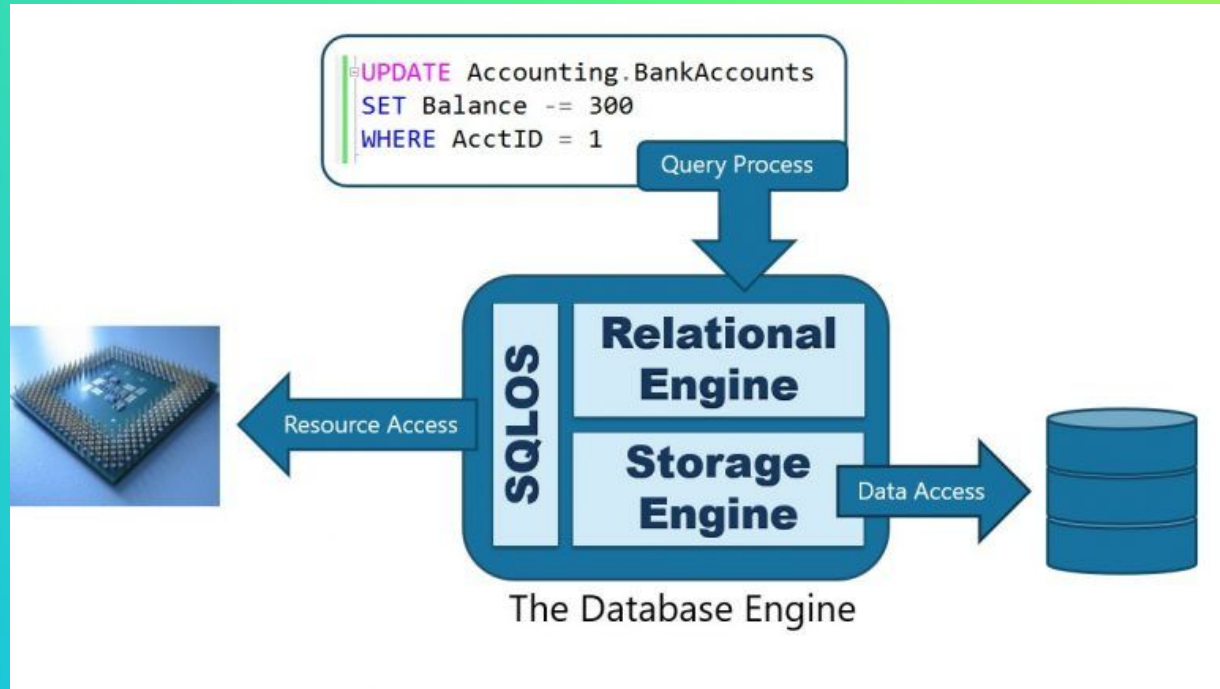 UPDATE Accounting.BankAccounts
SET Balance -= 300
WHERE AcctID = 1
Query Process
Resource Access
SQLOS
Relational
Engine
Storage
Engine
Data Access
The Database Engine